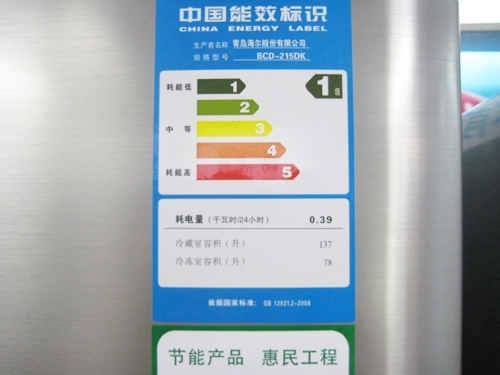 中国能效标识
CHINA ENERGY LABEL
生产者名称 青岛海尔股份有限公司
规格型号 BCD-215DK
耗能低 1 1级
2
中 等 3
4
耗能高 5
耗电量（千瓦时/24小时） 0.39
冷藏室容积（升） 137
冷冻室容积（升） 78
依据国家标准： GB 12021.2-2008
节能产品 惠民工程